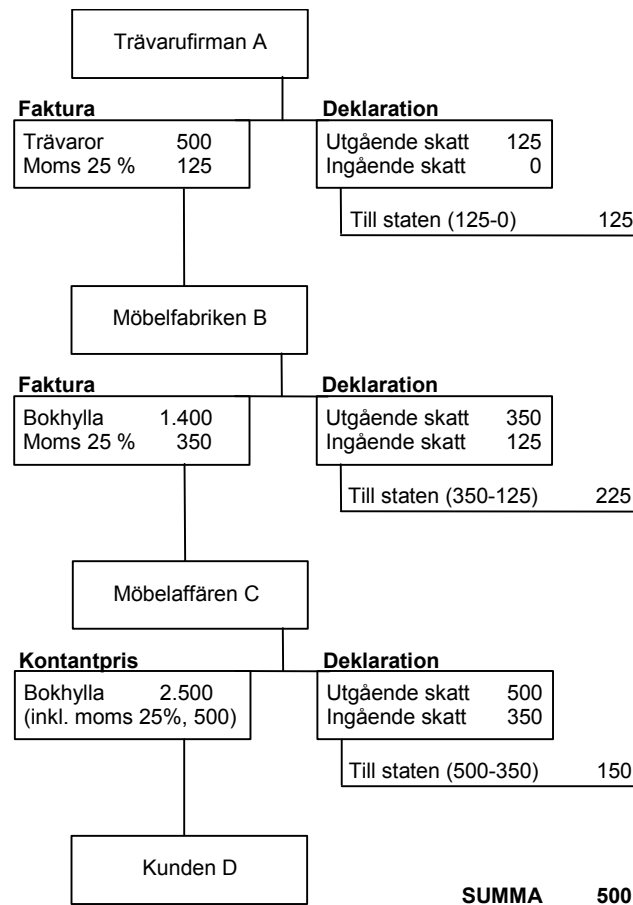 Trävarufirman A
Faktura
Trävaror 500
Moms 25 % 125
Deklaration
Utgående skatt 125
Ingående skatt 0
Till staten (125-0) 125
Möbelfabriken B
Faktura
Bokhylla 1.400
Moms 25 % 350
Deklaration
Utgående skatt 350
Ingående skatt 125
Till staten (350-125) 225
Möbelaffären C
Kontantpris
Bokhylla 2.500
(inkl. moms 25%, 500)
Deklaration
Utgående skatt 500
Ingående skatt 350
Till staten (500-350) 150
Kunden D
SUMMA 500